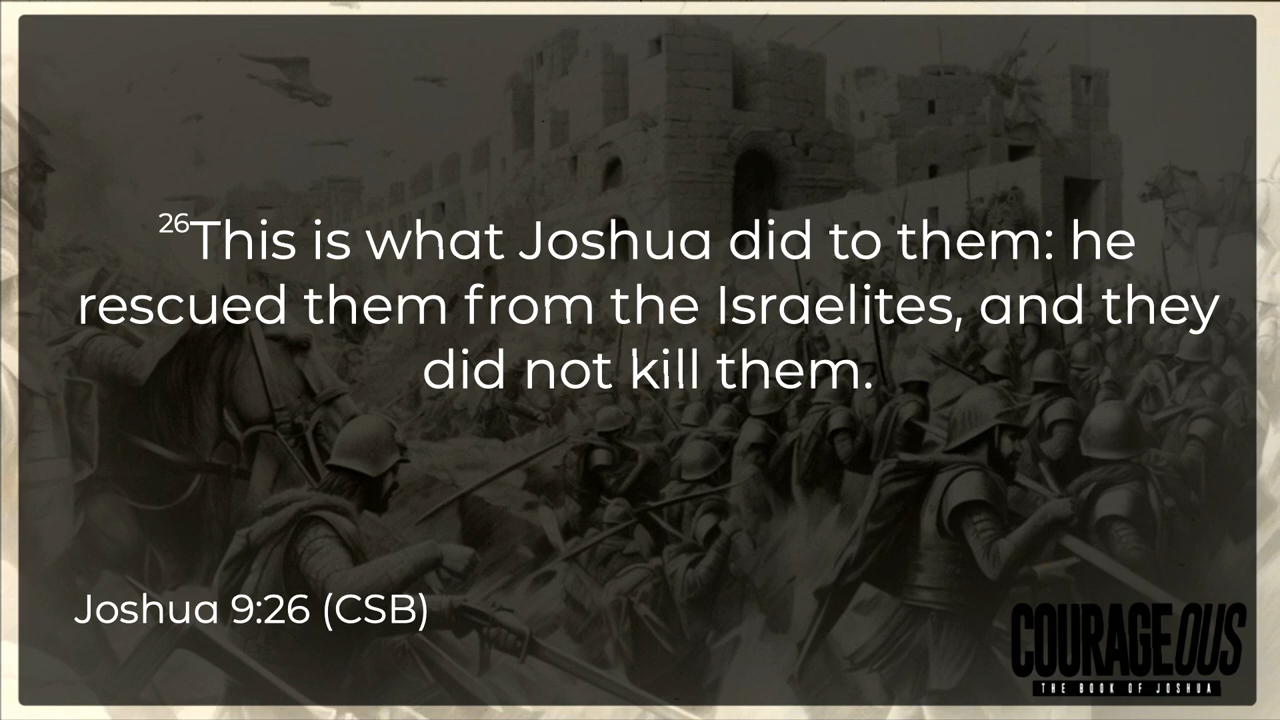 26This is what Joshua did to them: he
rescued them from the Israelites, and they
did not kill them.
Joshua 9:26 (CSB)
COURAGEOUS
THE BOOK OF JOSHUA